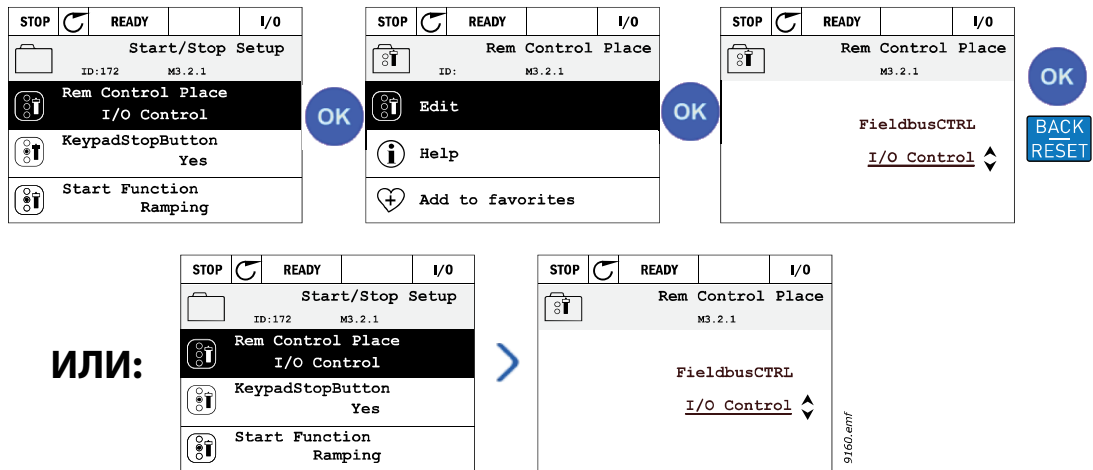 STOP READY I/O
Start/Stop Setup
ID:172 M3.2.1
Rem Control Place
I/O Control
KeypadStopButton
Yes
Start Function
Ramping
OK
STOP READY I/O
Rem Control Place
ID: M3.2.1
Edit
Help
Add to favorites
OK
STOP READY I/O
Rem Control Place
M3.2.1
FieldbusCTRL
I/O Control
OK
BACK
RESET
ИЛИ:
STOP READY I/O
Start/Stop Setup
ID:172 M3.2.1
Rem Control Place
I/O Control
KeypadStopButton
Yes
Start Function
Ramping
STOP READY I/O
Rem Control Place
M3.2.1
FieldbusCTRL
I/O Control
9160.emf